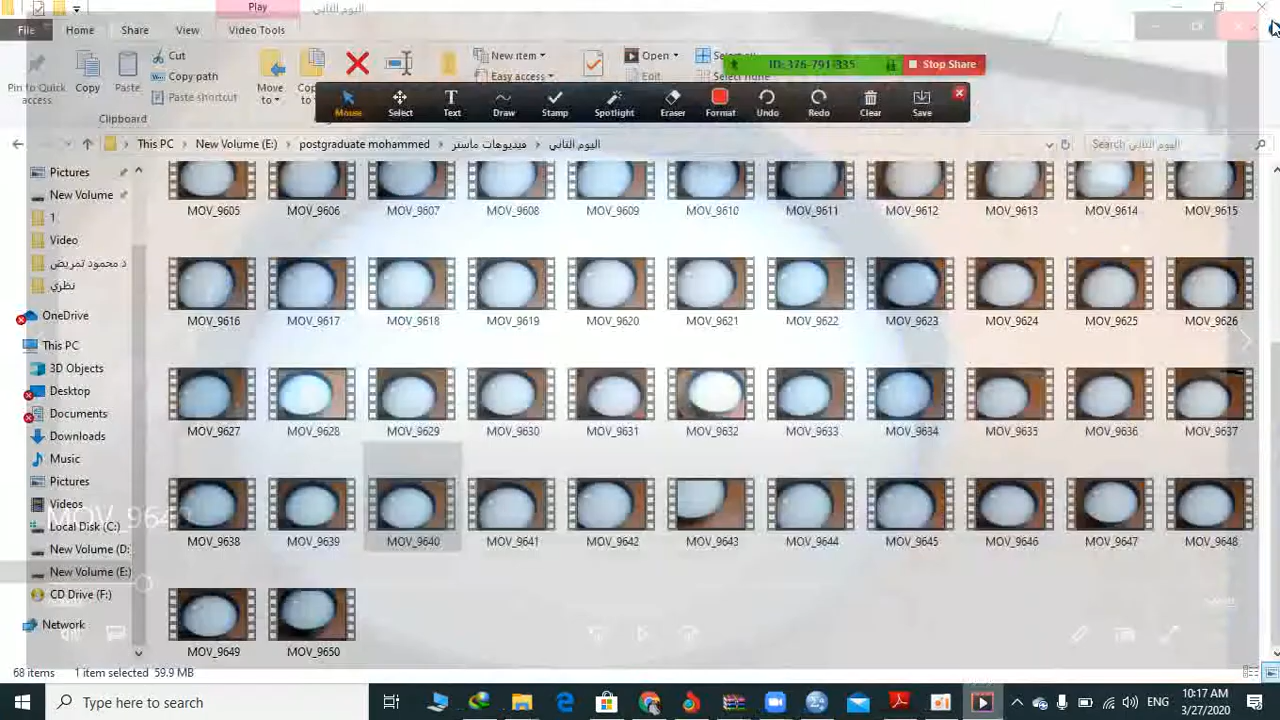 Play اليوم الثاني
File Home Share View Video Tools
Cut New item Open
Copy path Easy access Edit
Paste shortcut
Pin to Quick access Copy Paste Move to
Clipboard
ID: 376-791-335 Stop Share
Mouse Select Text Draw Stamp Spotlight Eraser Format Undo Redo Clear Save
This PC New Volume (E:) postgraduate mohammed فيديوهات ماستر اليوم الثاني Search اليوم الثاني
Pictures
New Volume
1
Video
د محمود تمريض
نظري
OneDrive
This PC
3D Objects
Desktop
Documents
Downloads
Music
Pictures
Videos
Local Disk (C:)
New Volume (D:
New Volume (E:)
CD Drive (F:)
Network
MOV_9605 MOV_9606 MOV_9607 MOV_9608 MOV_9609 MOV_9610 MOV_9611 MOV_9612 MOV_9613 MOV_9614 MOV_9615
MOV_9616 MOV_9617 MOV_9618 MOV_9619 MOV_9620 MOV_9621 MOV_9622 MOV_9623 MOV_9624 MOV_9625 MOV_9626
MOV_9627 MOV_9628 MOV_9629 MOV_9630 MOV_9631 MOV_9632 MOV_9633 MOV_9634 MOV_9635 MOV_9636 MOV_9637
MOV_9638 MOV_9639 MOV_9640 MOV_9641 MOV_9642 MOV_9643 MOV_9644 MOV_9645 MOV_9646 MOV_9647 MOV_9648
MOV_9649 MOV_9650
68 items 1 item selected 59.9 MB
Type here to search
ENG
10:17 AM
3/27/2020